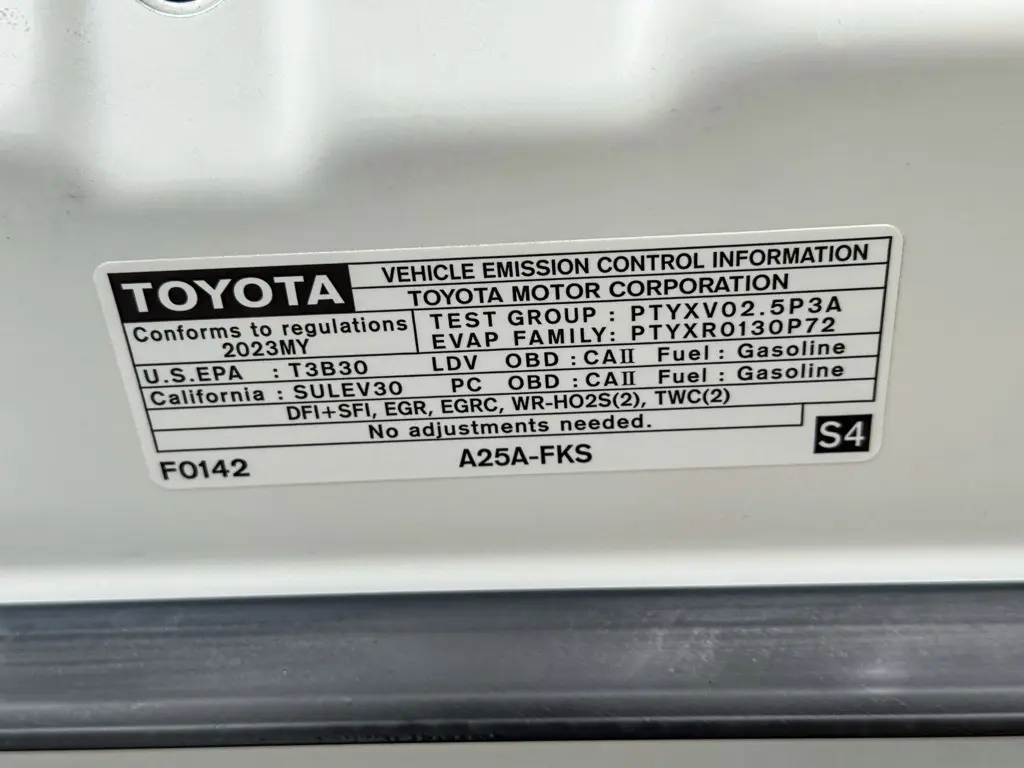 TOYOTA
VEHICLE EMISSION CONTROL INFORMATION
TOYOTA MOTOR CORPORATION
Conforms to regulations
2023MY
TEST GROUP : PTYXV02.5P3A
EVAP FAMILY: PTYXR0130P72
U.S.EPA : T3B30 LDV OBD : CAII Fuel : Gasoline
California : SULEV30 PC OBD : CAII Fuel : Gasoline
DFI+SFI, EGR, EGRC, WR-HO2S(2), TWC(2)
No adjustments needed.
F0142 A25A-FKS S4